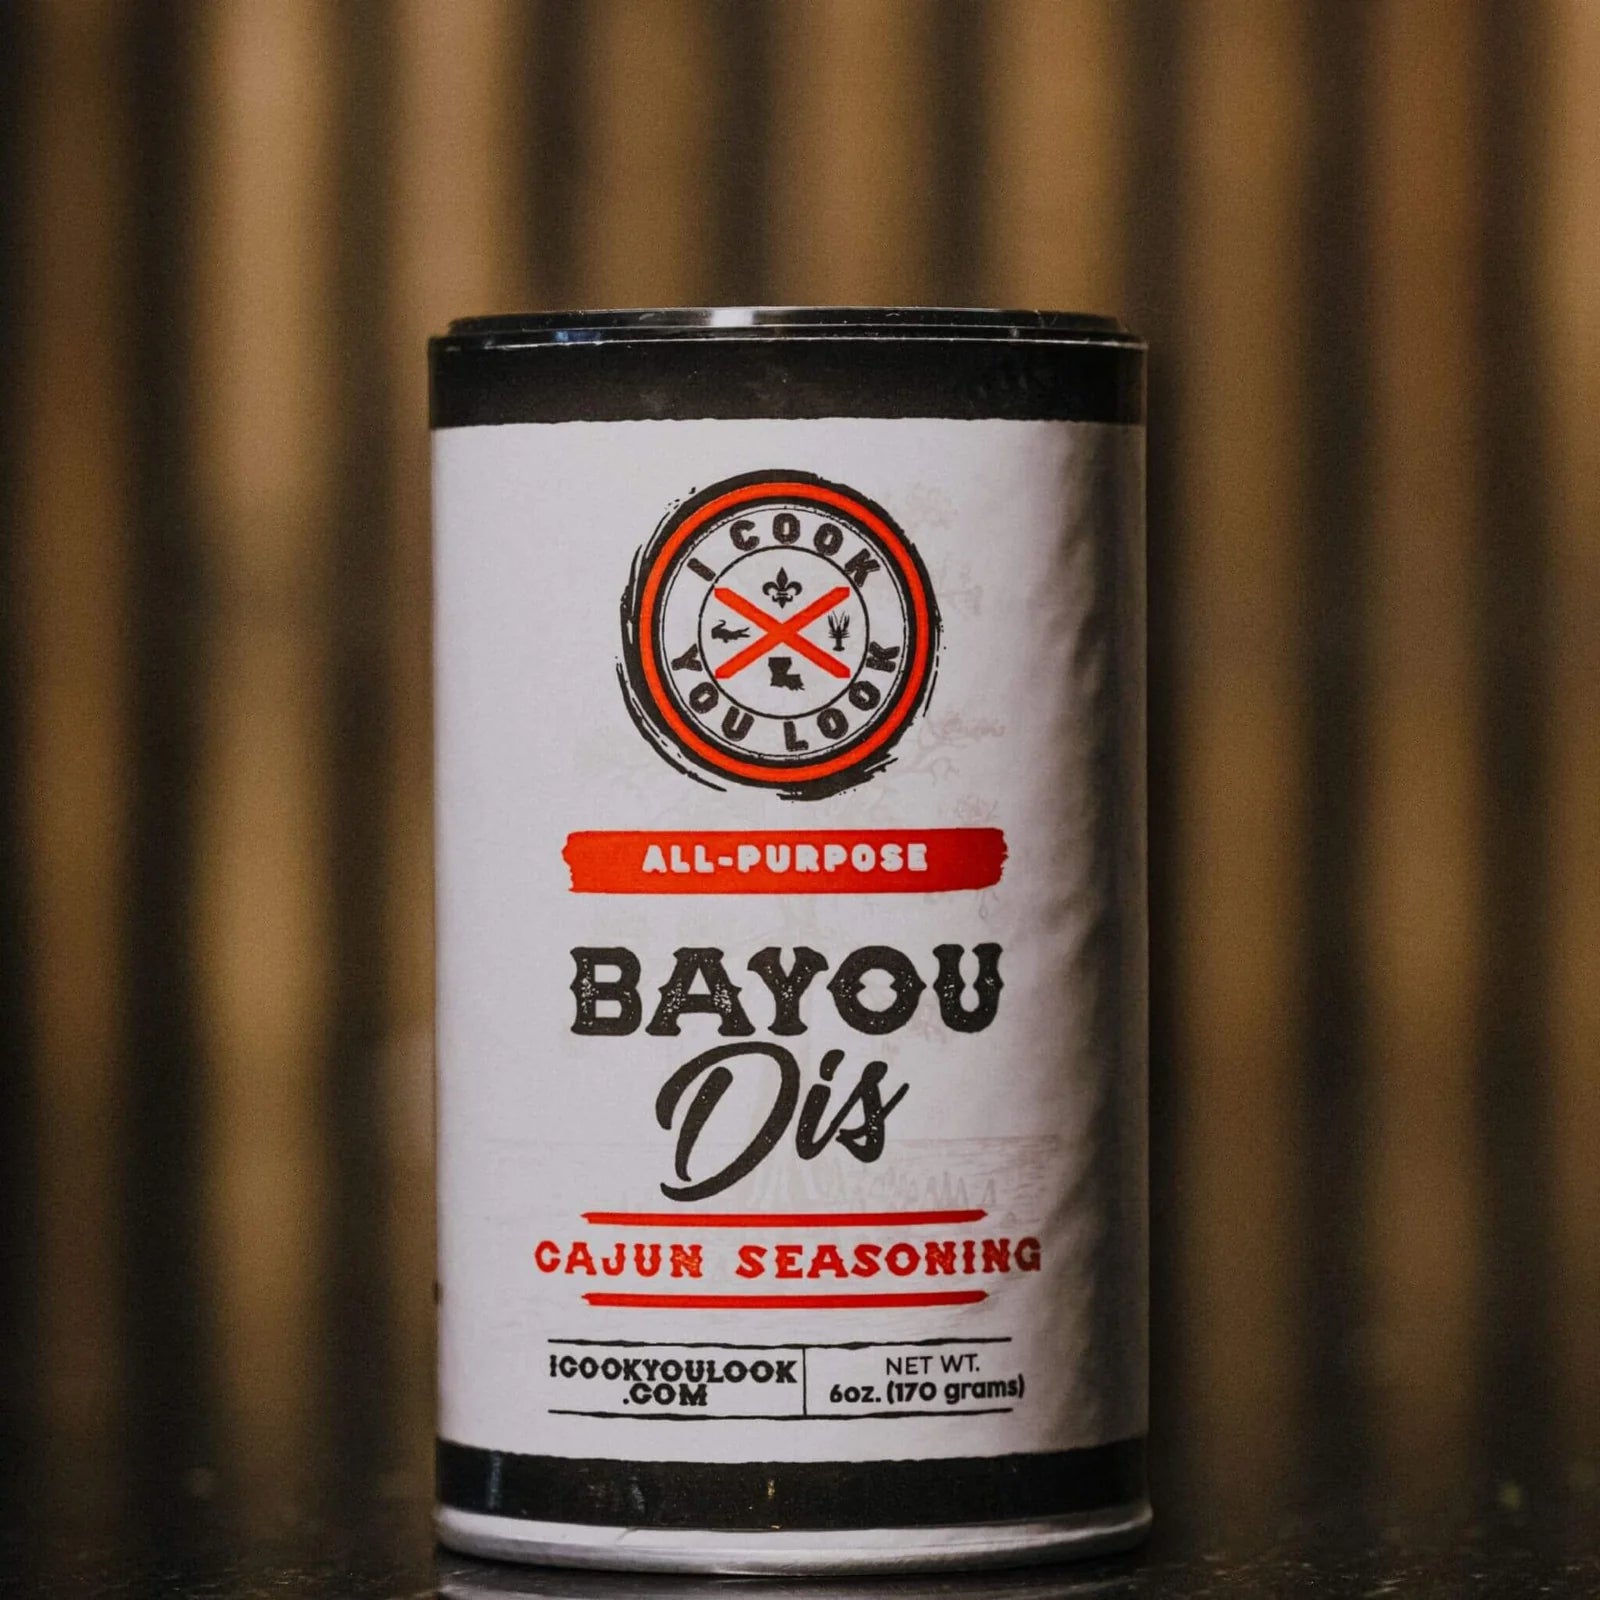 I COOK
YOU LOOK
ALL-PURPOSE
BAYOU
Dis
CAJUN SEASONING
ICOOKYOULOOK
.COM
NET WT.
6oz. (170 grams)